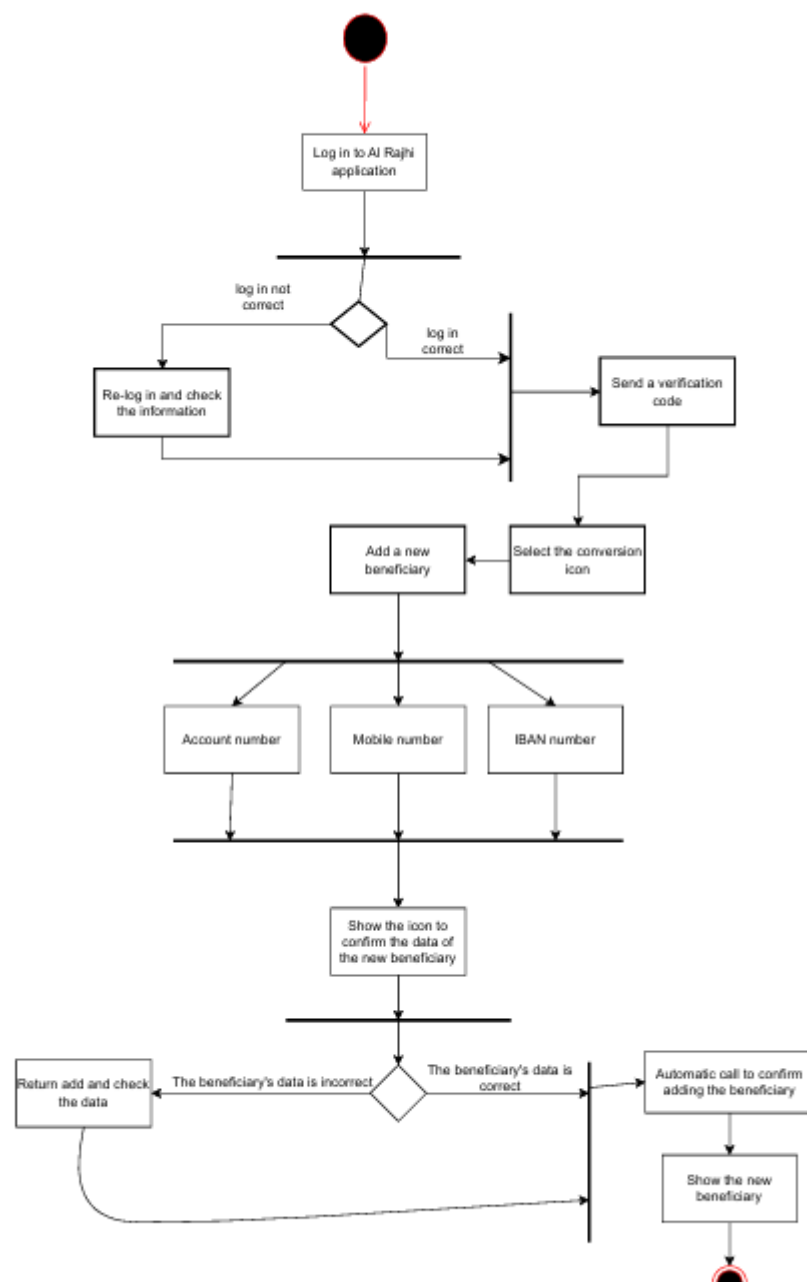 Log in to Al Rajhi
application
log in not
correct
log in
correct
Re-log in and check
the information
Send a verification
code
Add a new
beneficiary
Select the conversion
icon
Account number
Mobile number
IBAN number
Show the icon to
confirm the data of
the new beneficiary
The beneficiary's data is incorrect
The beneficiary's data is
correct
Return add and check
the data
Automatic call to confirm
adding the beneficiary
Show the new
beneficiary